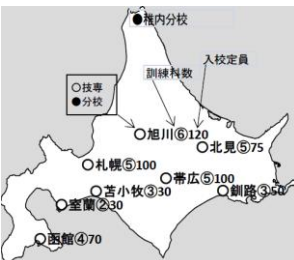 ●稚内分校
入校定員
訓練科数
○技専
●分校
○旭川⑥120
○北見⑤75
○札幌⑤100
○帯広⑤100
○苫小牧③30
○釧路③50
○室蘭②30
○函館④70